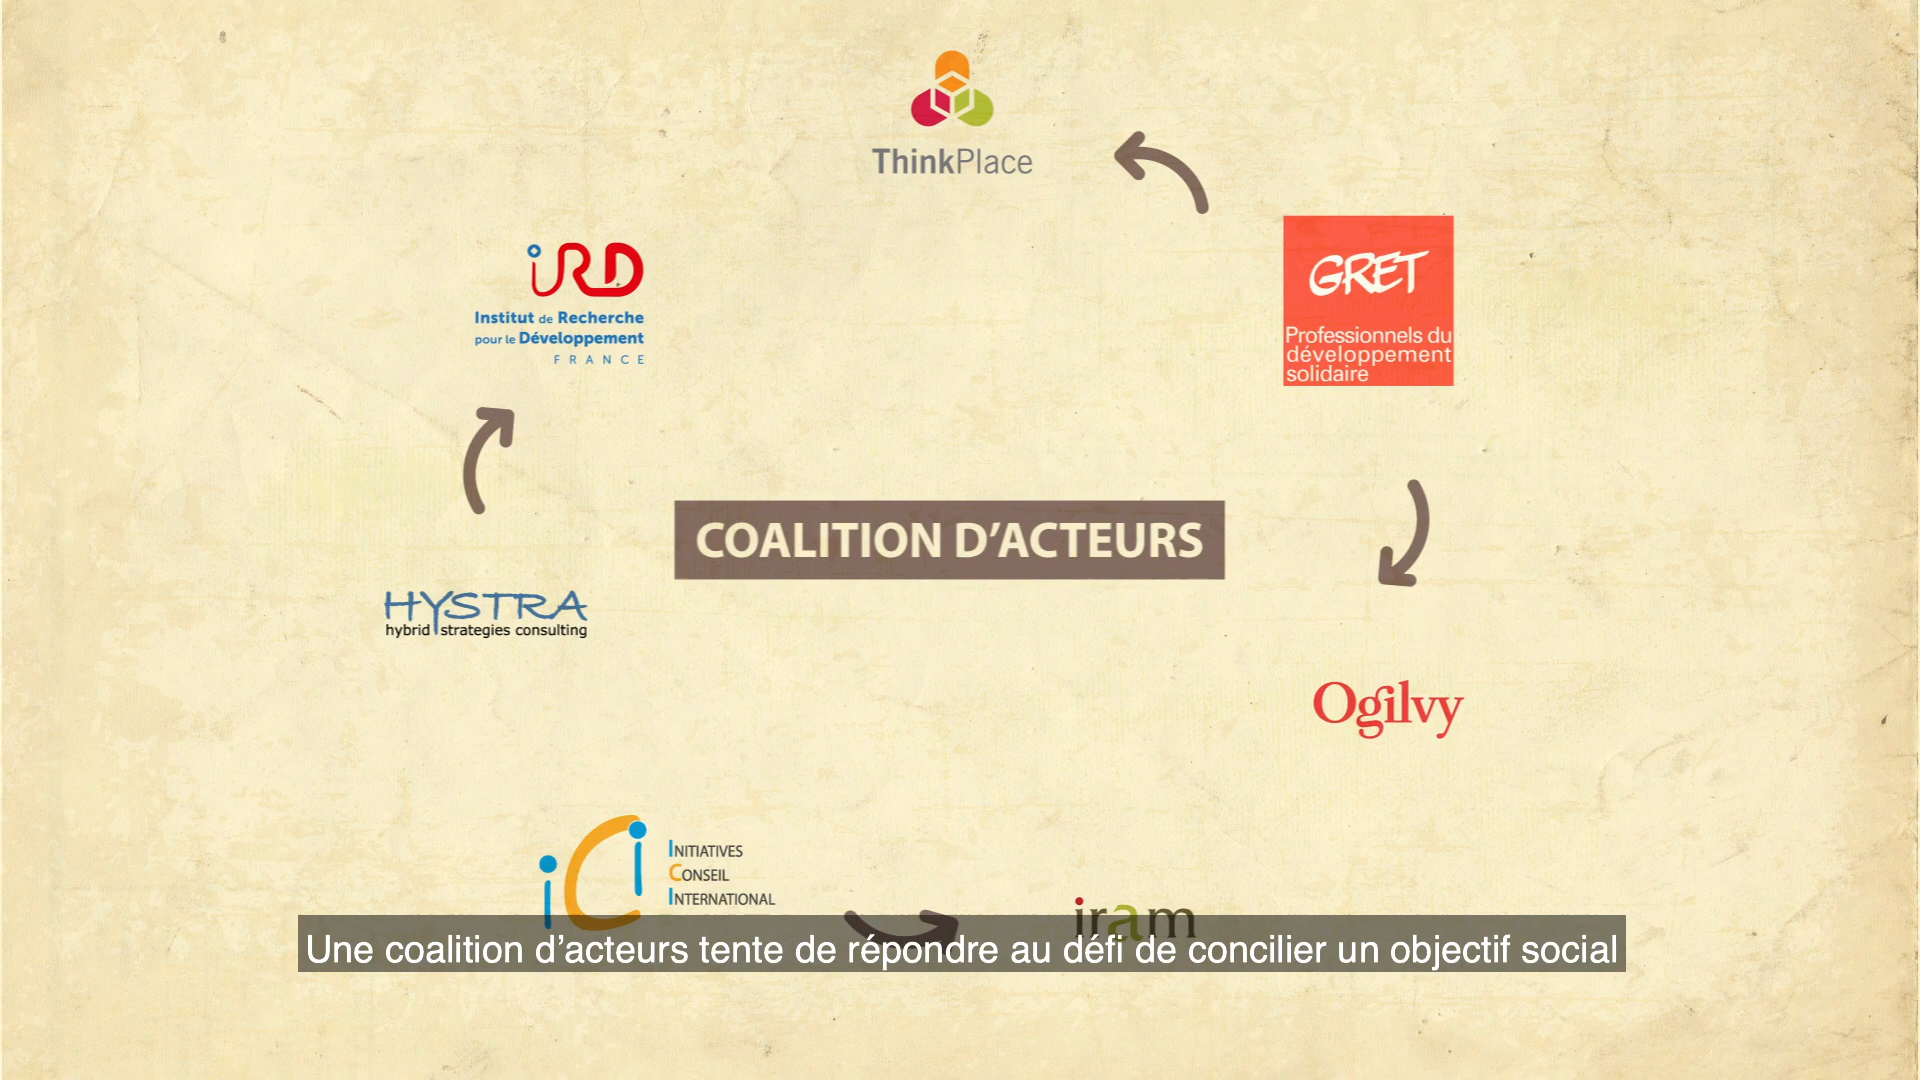 ThinkPlace
iRD
Institut de Recherche
pour le Développement
FRANCE
GRET
Professionnels du
développement
solidaire
COALITION D’ACTEURS
HYSTRA
hybrid strategies consulting
Ogilvy
iCi
INITIATIVES
CONSEIL
INTERNATIONAL
iram
Une coalition d’acteurs tente de répondre au défi de concilier un objectif social